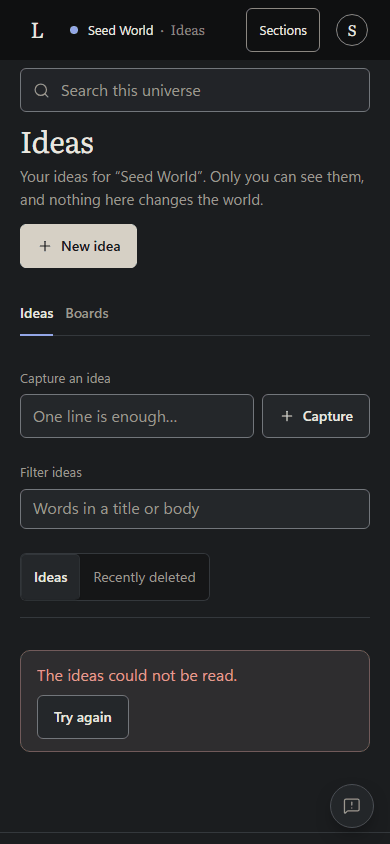 L
Seed World · Ideas
Sections
S
Search this universe
Ideas
Your ideas for “Seed World”. Only you can see them,
and nothing here changes the world.
+ New idea
Ideas
Boards
Capture an idea
One line is enough...
+ Capture
Filter ideas
Words in a title or body
Ideas
Recently deleted
The ideas could not be read.
Try again